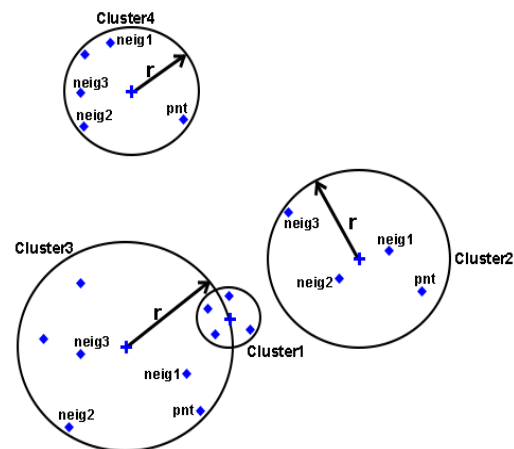 Cluster4
neig1
r
neig3
neig2
pnt
Cluster3
neig3
r
neig1
neig2
pnt
Cluster2
r
neig3
Cluster1
neig1
neig2
pnt